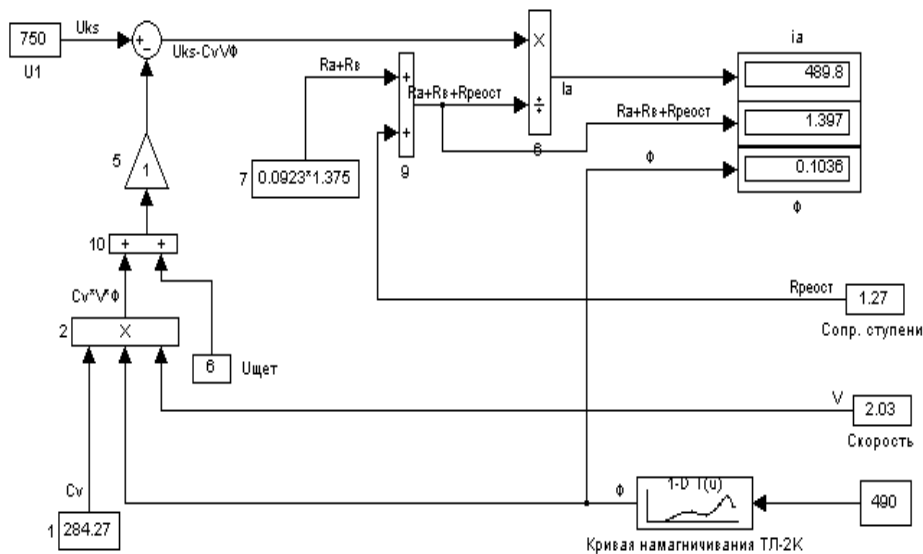 750
Uks
U1
Uks-CvVФ
Ra+Rв
Ra+Rв+Rреост
7
0.0923*1.375
9
X
÷
6
Ia
ia
489.8
Ra+Rв+Rреост
1.397
ф
0.1036
ф
5
1
10
+ +
Cv*V*ф
2
X
6
Uщет
Rреост
1.27
Сопр. ступени
V
2.03
Скорость
Cv
1
284.27
ф
1-D T(u)
490
Кривая намагничивания ТЛ-2К